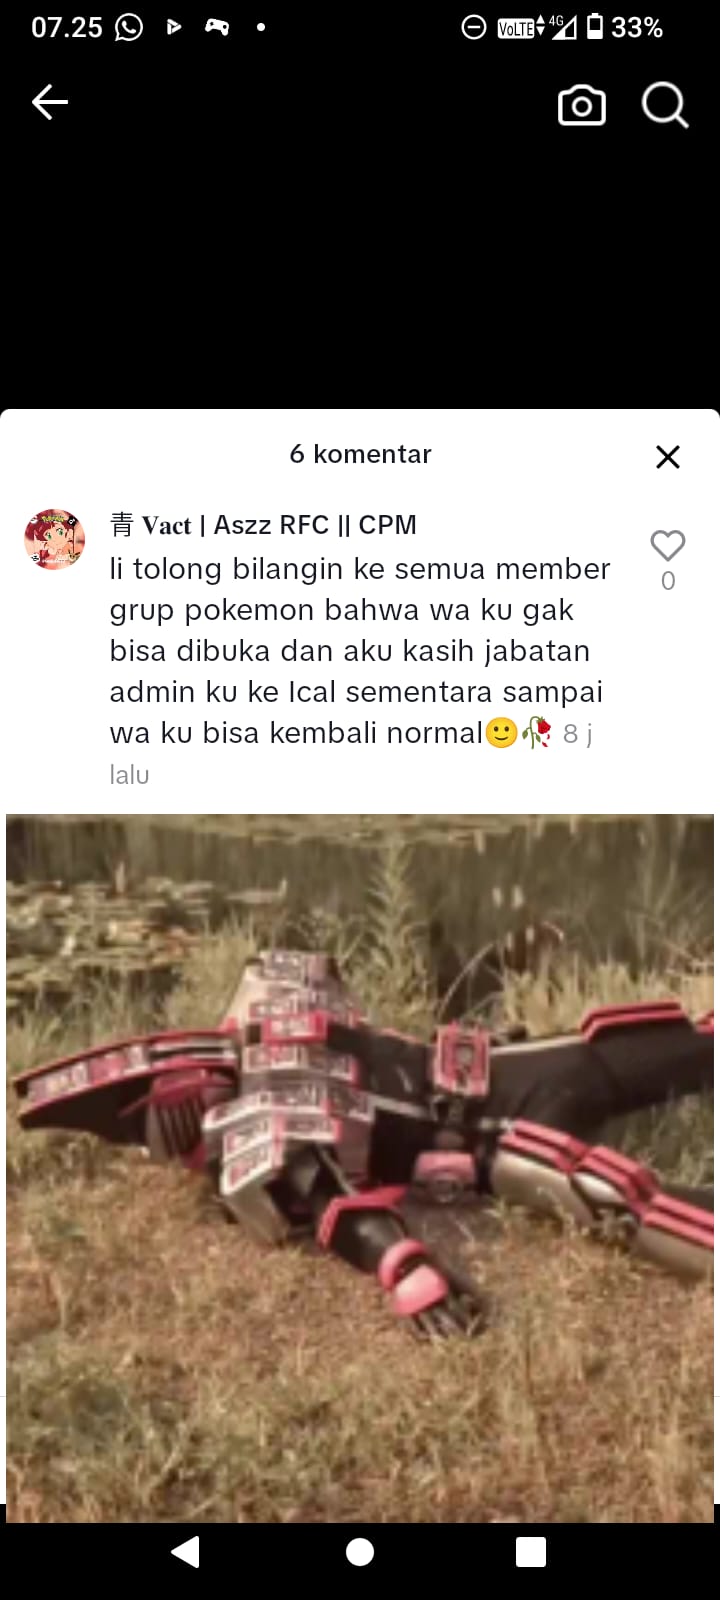 07.25
VoLTE 4G 33%
6 komentar
青 Vact | Aszz RFC || CPM
li tolong bilangin ke semua member
grup pokemon bahwa wa ku gak
bisa dibuka dan aku kasih jabatan
admin ku ke Ical sementara sampai
wa ku bisa kembali normal🙂🥀 8 j
lalu
0